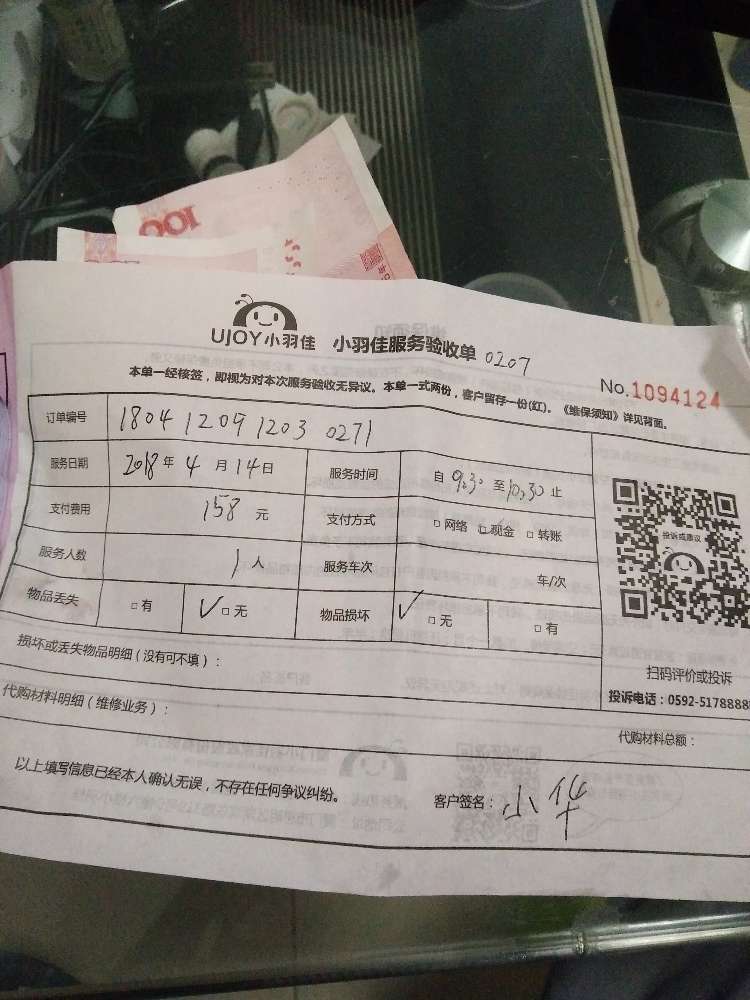 100
UJOY小羽佳 小羽佳服务验收单 0207
No.1094124
本单一经核签，即视为对本次服务验收无异议。本单一式两份，客户留存一份(红)。《维保须知》详见背面。
订单编号 1804 1209 1203 0271
服务日期 2018年 4 月 14日 服务时间 自 9:30 至 10:30 止
支付费用 158 元 支付方式 □网络 □现金 □转账
服务人数 1人 服务车次 车/次
物品丢失 □有 √□无 物品损坏 √□无 □有
投诉或建议
扫码评价或投诉
投诉电话：0592-5178888
损坏或丢失物品明细（没有可不填）：
代购材料明细（维修业务）：
代购材料总额：
以上填写信息已经本人确认无误，不存在任何争议纠纷。 客户签名：小华